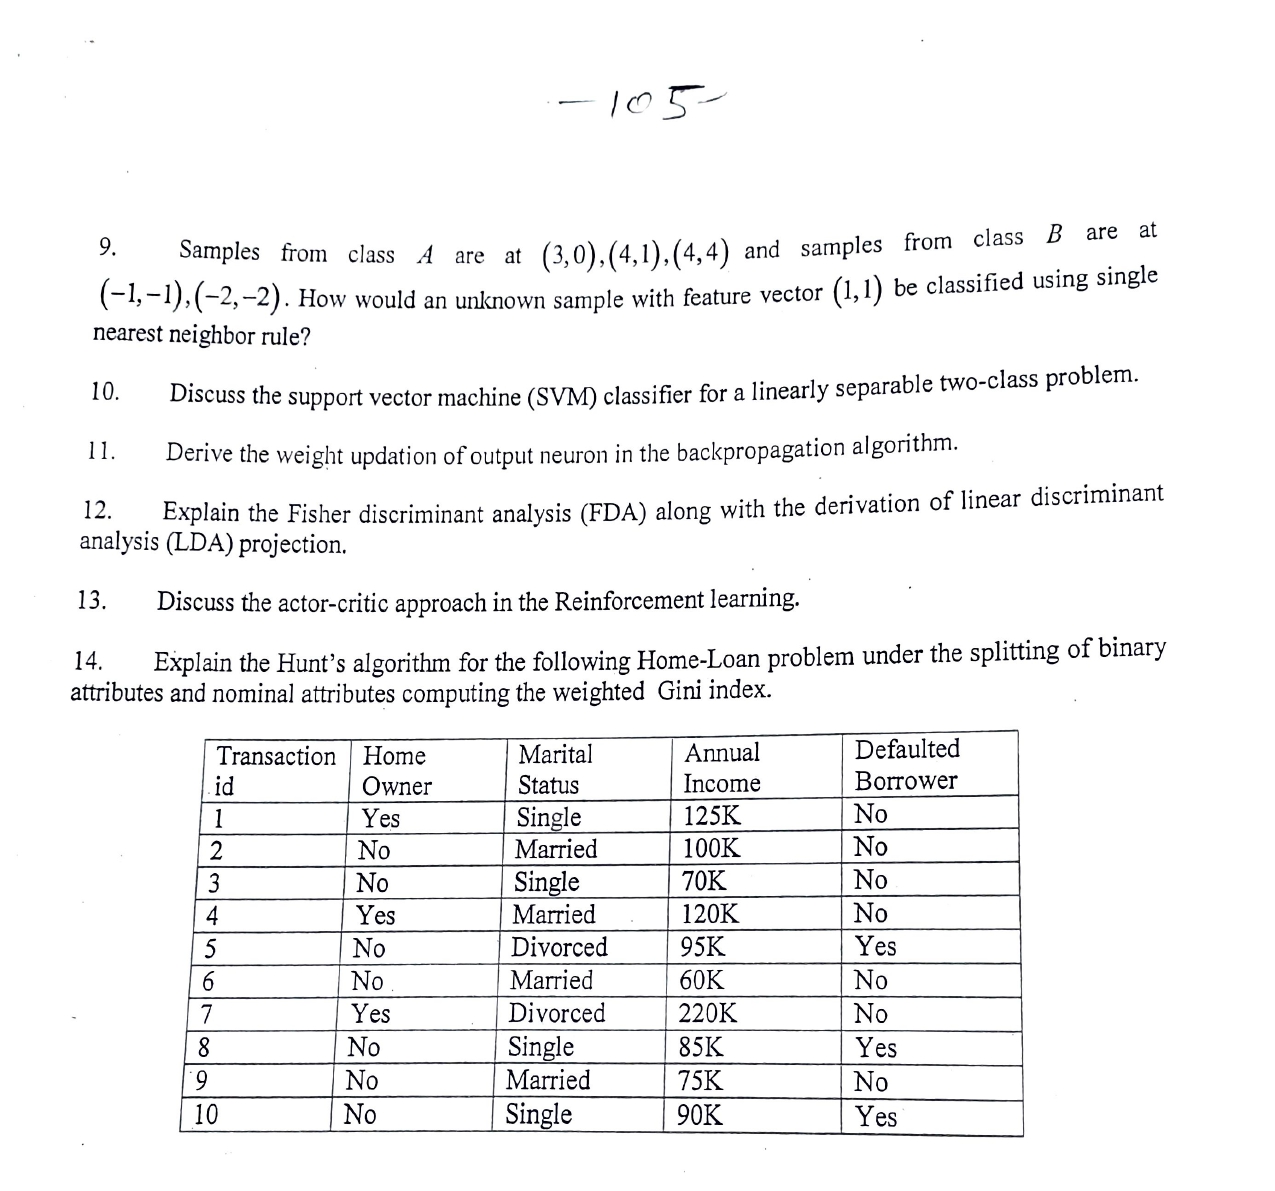 -105-
9. Samples from class A are at (3,0),(4,1),(4,4) and samples from class B are at
(−1,−1),(−2,−2). How would an unknown sample with feature vector (1,1) be classified using single
nearest neighbor rule?
10. Discuss the support vector machine (SVM) classifier for a linearly separable two-class problem.
11. Derive the weight updation of output neuron in the backpropagation algorithm.
12. Explain the Fisher discriminant analysis (FDA) along with the derivation of linear discriminant
analysis (LDA) projection.
13. Discuss the actor-critic approach in the Reinforcement learning.
14. Explain the Hunt's algorithm for the following Home-Loan problem under the splitting of binary
attributes and nominal attributes computing the weighted Gini index.
Transaction Home Marital Annual Defaulted
id Owner Status Income Borrower
1 Yes Single 125K No
2 No Married 100K No
3 No Single 70K No
4 Yes Married 120K No
5 No Divorced 95K Yes
6 No Married 60K No
7 Yes Divorced 220K No
8 No Single 85K Yes
9 No Married 75K No
10 No Single 90K Yes